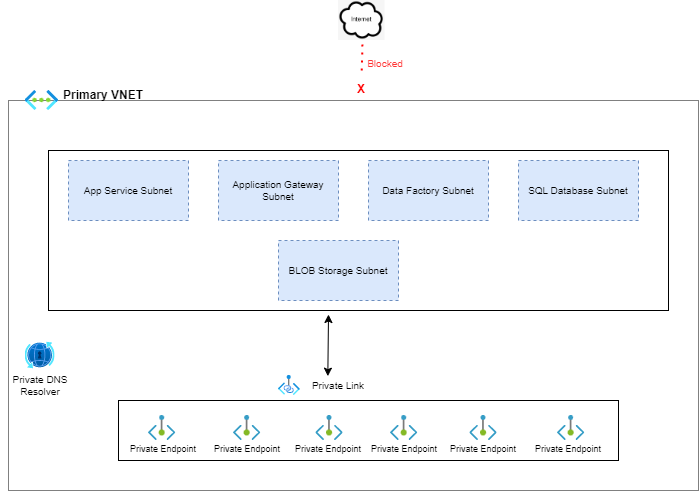 Internet
Blocked
X
Primary VNET
App Service Subnet
Application Gateway
Subnet
Data Factory Subnet
SQL Database Subnet
BLOB Storage Subnet
Private DNS
Resolver
Private Link
Private Endpoint
Private Endpoint
Private Endpoint
Private Endpoint
Private Endpoint
Private Endpoint